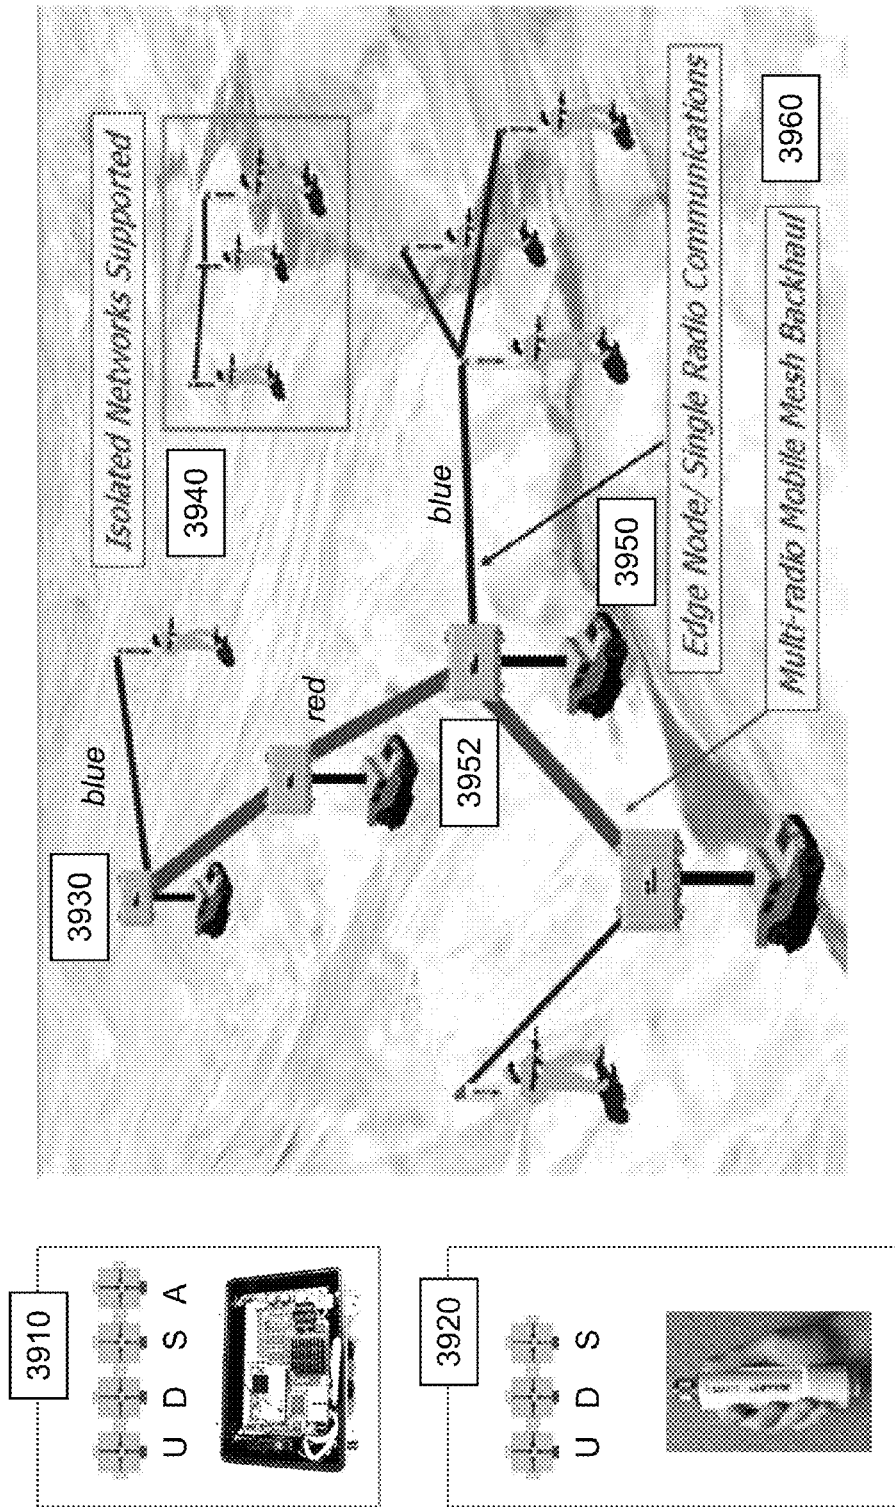 3910
U D S A
3920
U D S
3930
blue
red
3940
Isolated Networks Supported
3952
blue
3950
Edge Node/ Single Radio Communications
Multi-radio Mobile Mesh Backhaul
3960